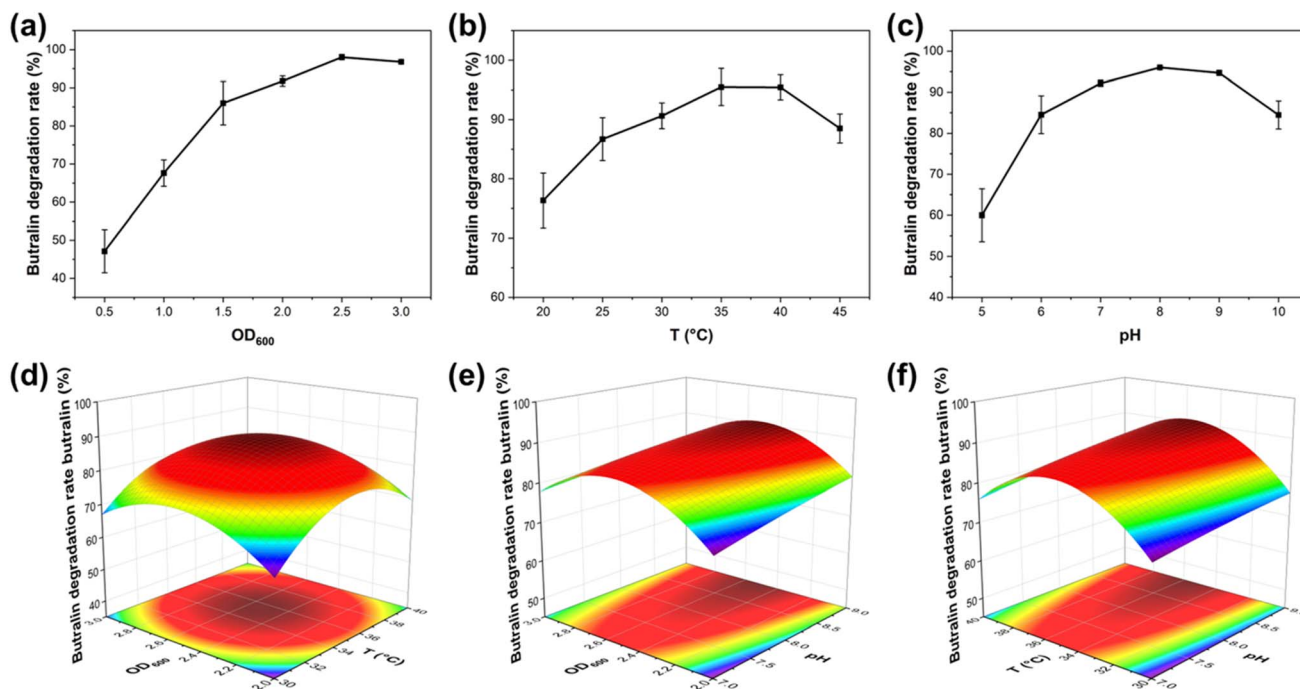 (a)
Butralin degradation rate (%)
100
90
80
70
60
50
40
0.5 1.0 1.5 2.0 2.5 3.0
OD600
(b)
Butralin degradation rate (%)
100
90
80
70
60
20 25 30 35 40 45
T (°C)
(c)
Butralin degradation rate (%)
100
90
80
70
60
50
40
5 6 7 8 9 10
pH
(d)
Butralin degradation rate butralin (%)
100
90
80
70
60
50
40
3.0 2.8 2.6 2.4 2.2 2.0
OD600
30 32 34 36 38 40
T (°C)
(e)
Butralin degradation rate butralin (%)
100
90
80
70
60
50
3.0 2.8 2.6 2.4 2.2 2.0
OD600
7.0 7.5 8.0 8.5 9.0
pH
(f)
Butralin degradation rate butralin (%)
100
90
80
70
60
50
40 38 36 34 32 30
T (°C)
7.0 7.5 8.0 8.5
pH